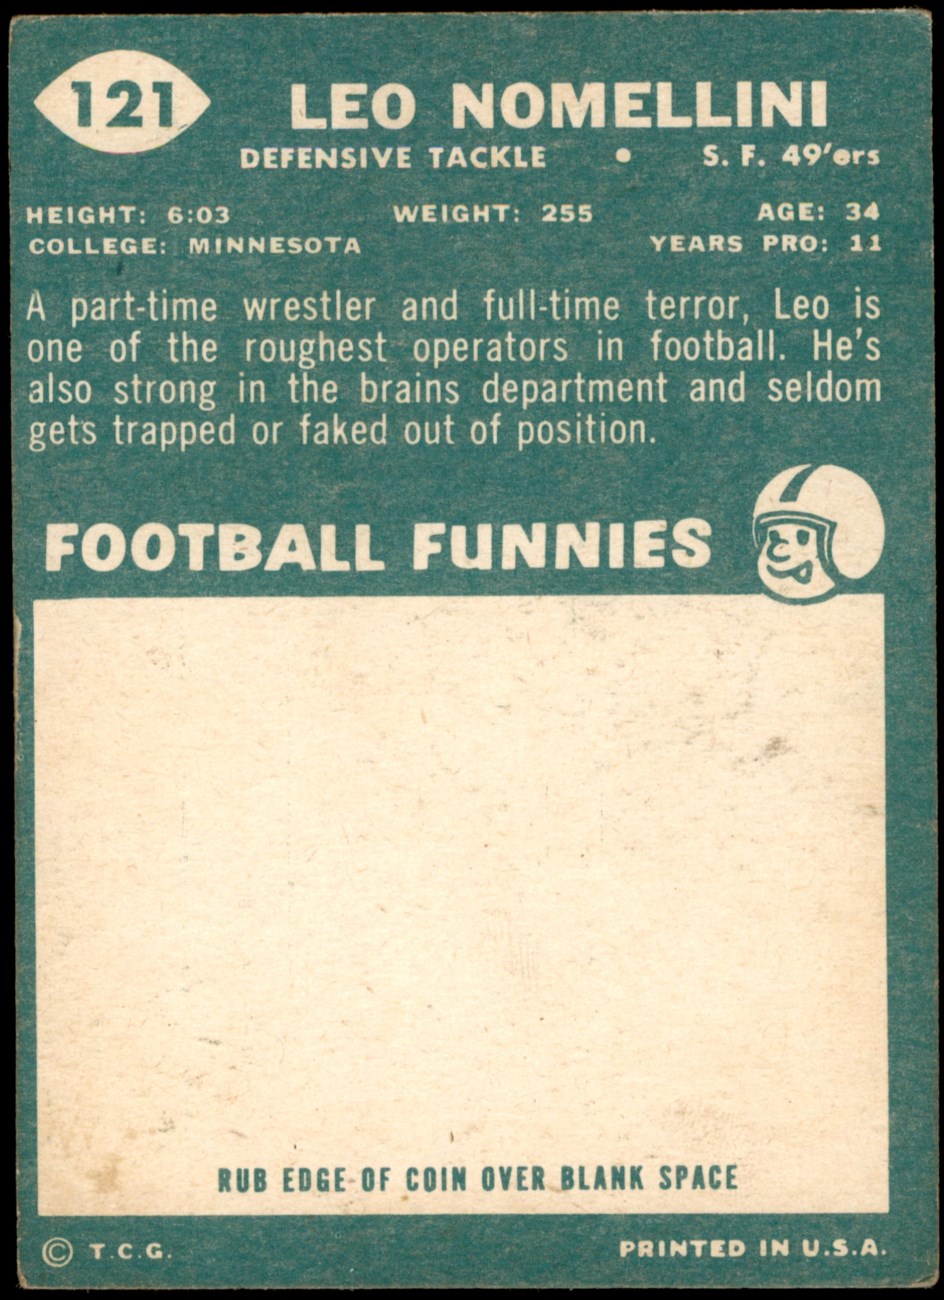 121
LEO NOMELLINI
DEFENSIVE TACKLE • S. F. 49'ers
HEIGHT: 6:03 WEIGHT: 255 AGE: 34
COLLEGE: MINNESOTA YEARS PRO: 11
A part-time wrestler and full-time terror, Leo is
one of the roughest operators in football. He's
also strong in the brains department and seldom
gets trapped or faked out of position.
FOOTBALL FUNNIES
RUB EDGE OF COIN OVER BLANK SPACE
© T.C.G. PRINTED IN U.S.A.